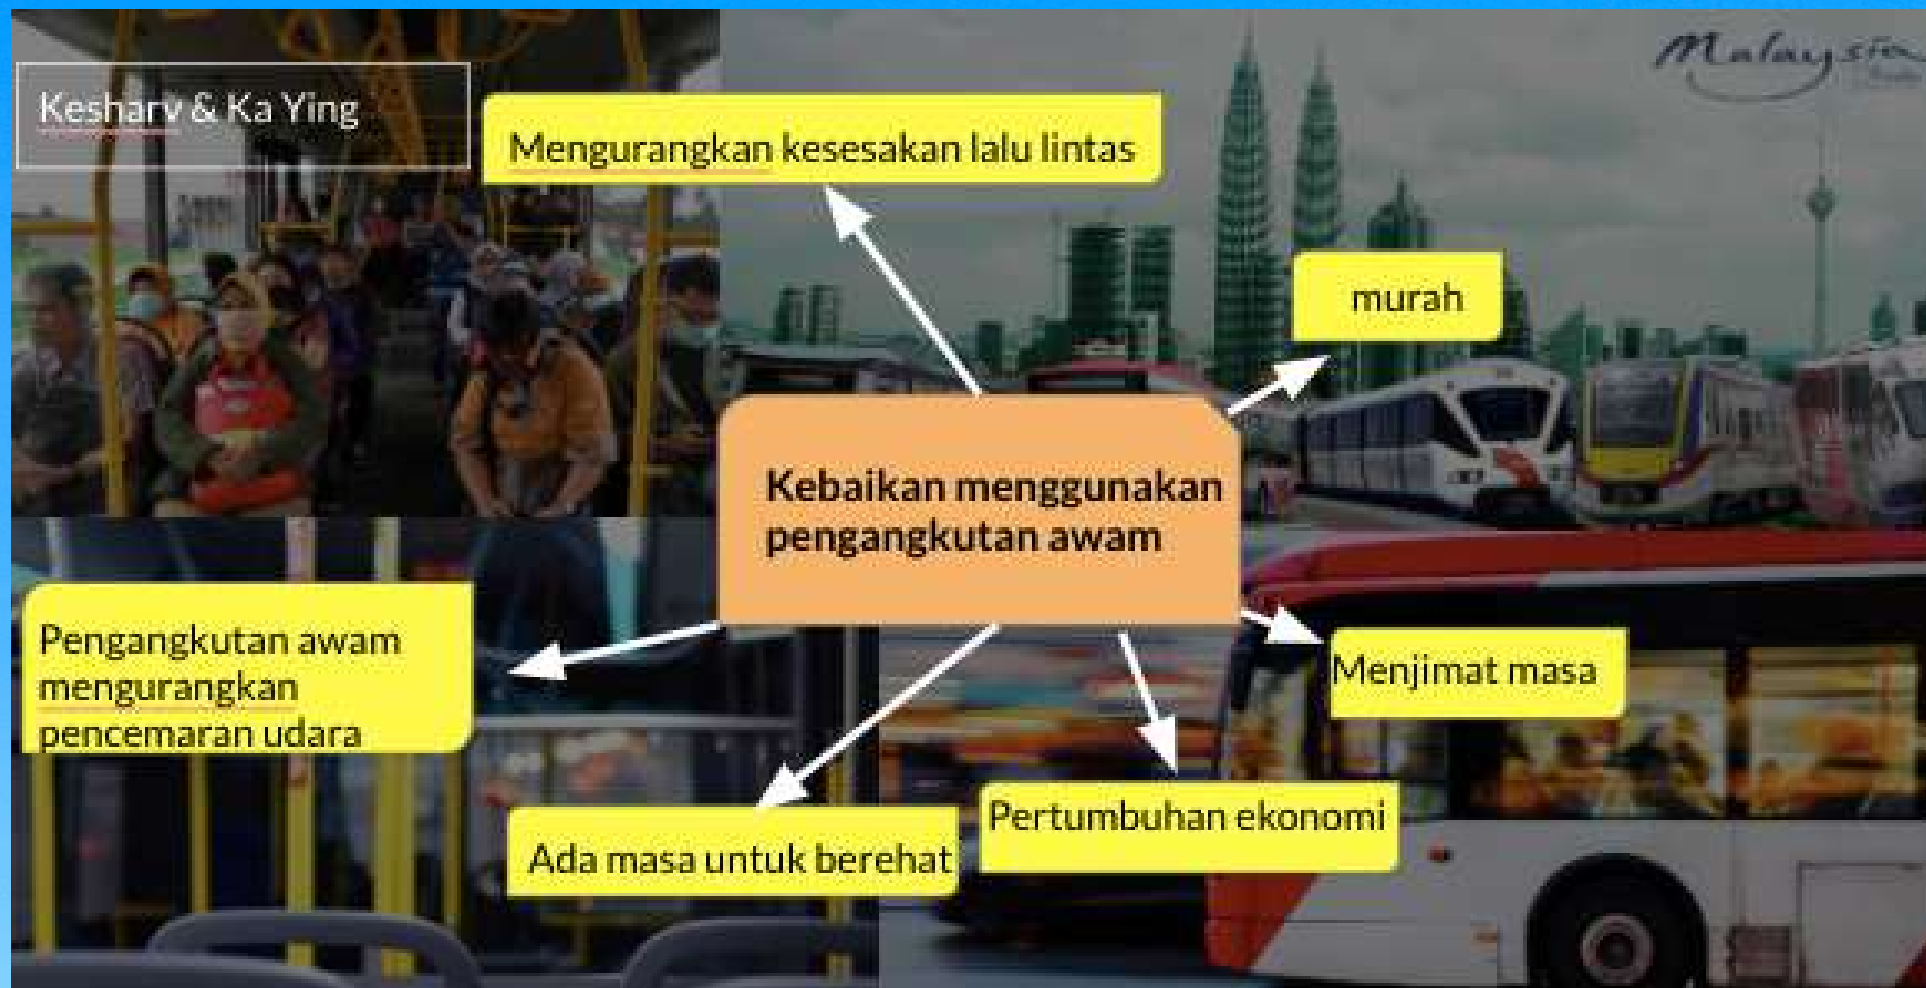 Malaysia
Kesharv & Ka Ying
Mengurangkan kesesakan lalu lintas
murah
Kebaikan menggunakan
pengangkutan awam
Pengangkutan awam
mengurangkan
pencemaran udara
Menjimat masa
Pertumbuhan ekonomi
Ada masa untuk berehat